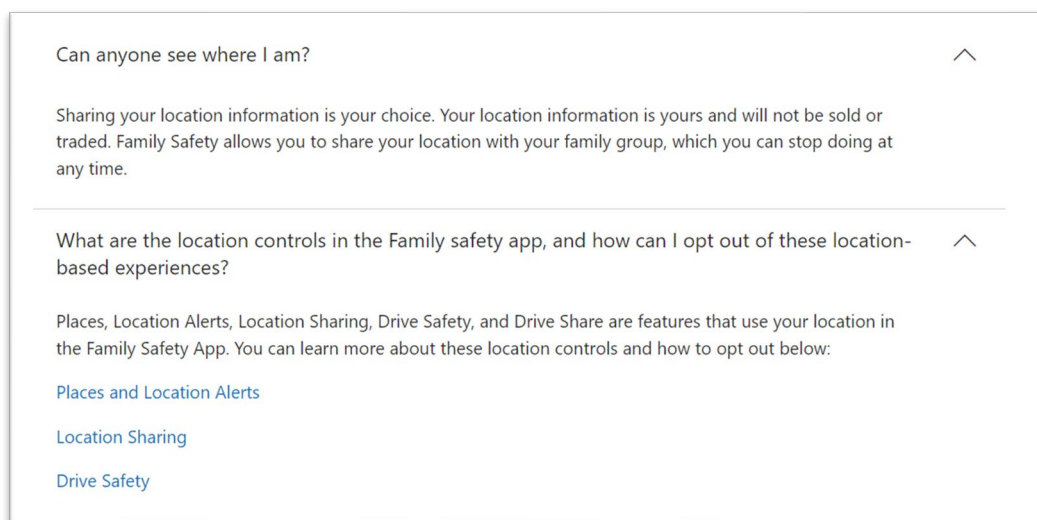 Can anyone see where I am?
Sharing your location information is your choice. Your location information is yours and will not be sold or
traded. Family Safety allows you to share your location with your family group, which you can stop doing at
any time.
What are the location controls in the Family safety app, and how can I opt out of these location-
based experiences?
Places, Location Alerts, Location Sharing, Drive Safety, and Drive Share are features that use your location in
the Family Safety App. You can learn more about these location controls and how to opt out below:
Places and Location Alerts
Location Sharing
Drive Safety